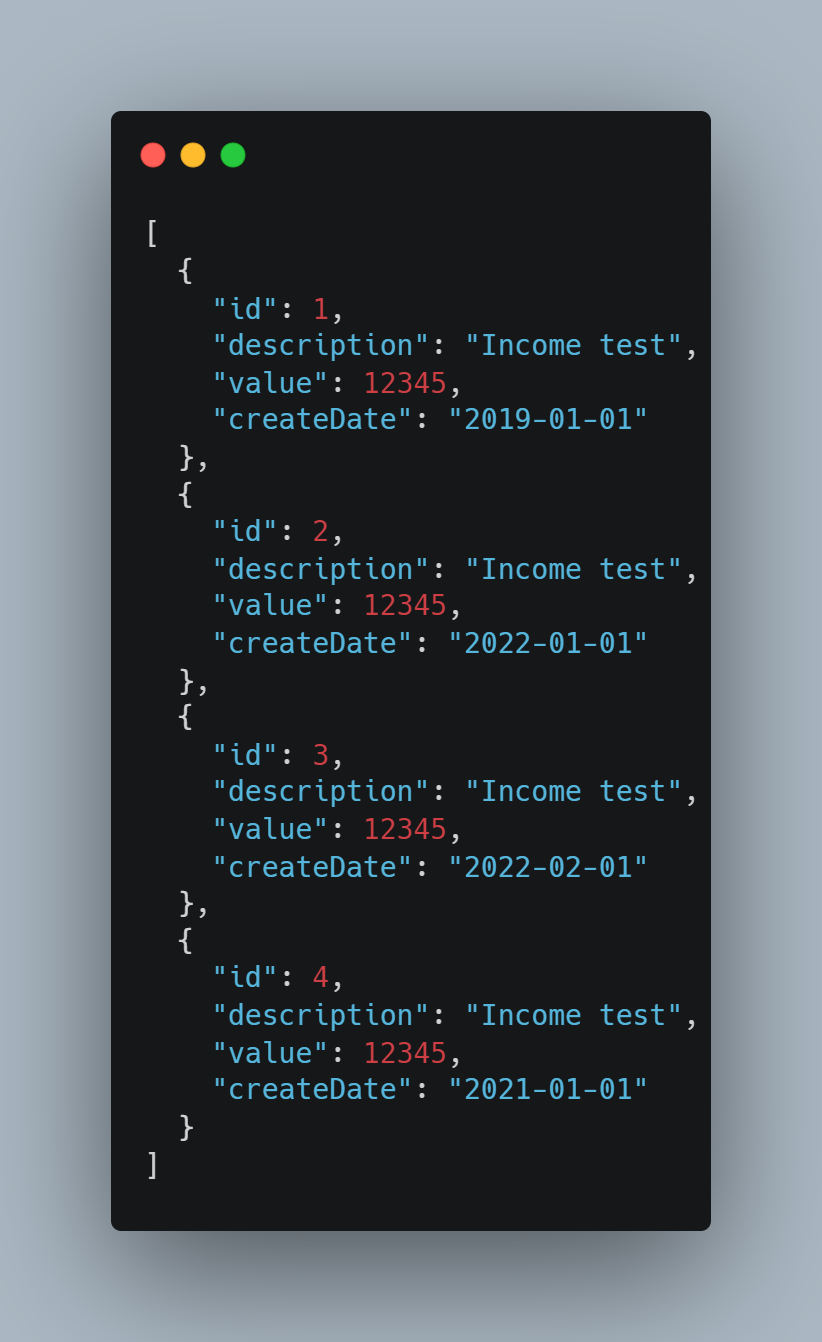 [
  {
    "id": 1,
    "description": "Income test",
    "value": 12345,
    "createDate": "2019-01-01"
  },
  {
    "id": 2,
    "description": "Income test",
    "value": 12345,
    "createDate": "2022-01-01"
  },
  {
    "id": 3,
    "description": "Income test",
    "value": 12345,
    "createDate": "2022-02-01"
  },
  {
    "id": 4,
    "description": "Income test",
    "value": 12345,
    "createDate": "2021-01-01"
  }
]